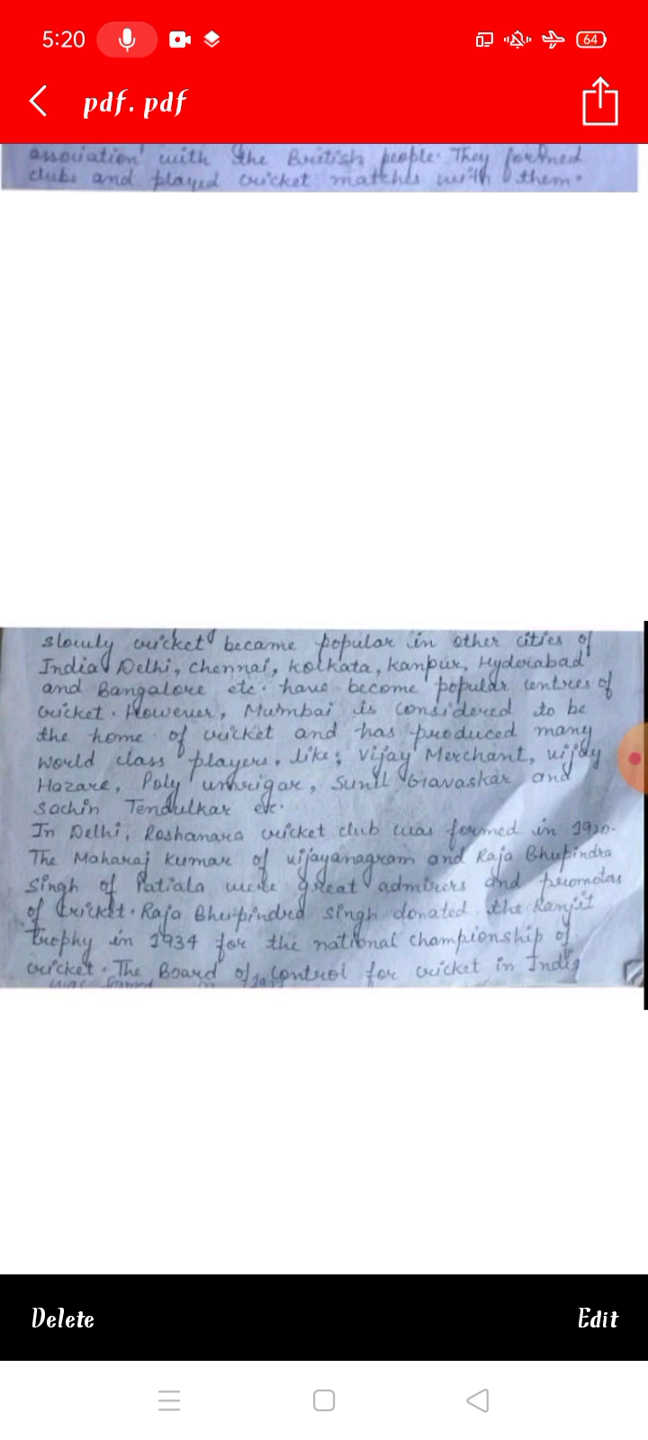 5:20
64
pdf. pdf
association with the British people. They formed
clubs and played cricket matches with them.
slowly cricket became popular in other cities of
India Delhi, Chennai, Kolkata, Kanpur, Hyderabad
and Bangalore etc. have become popular centres of
Cricket. However, Mumbai is considered to be
the home of cricket and has produced many
world class players. like; Vijay Merchant, vijay
Hazare, Poly umrigar, Sunil Gravaskar and
Sachin Tendulkar etc.
In Delhi, Roshanara cricket club was formed in
The Maharaj Kumar of vijayanagram and Raja Bhupindra
Singh of Patiala were great admirers and
of Cricket. Raja Bhupindra Singh donated the Ranjit
Trophy in 1934 for the national championship of
cricket. The Board of Control for cricket in India
was formed in
Delete
Edit